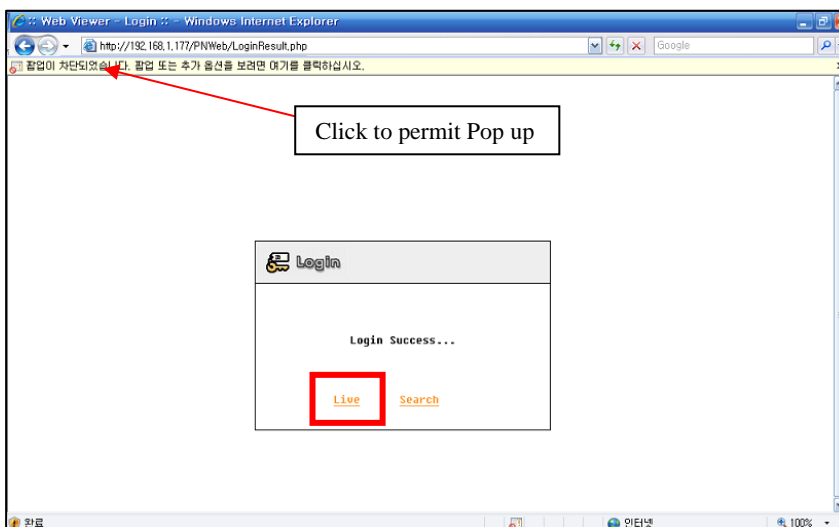 :: Web Viewer - Login :: - Windows Internet Explorer
http://192.168.1.177/PNWeb/LoginResult.php
Google
팝업이 차단되었습니다. 팝업 또는 추가 옵션을 보려면 여기를 클릭하십시오.
Click to permit Pop up
Login
Login Success...
Live Search
완료
인터넷
100%